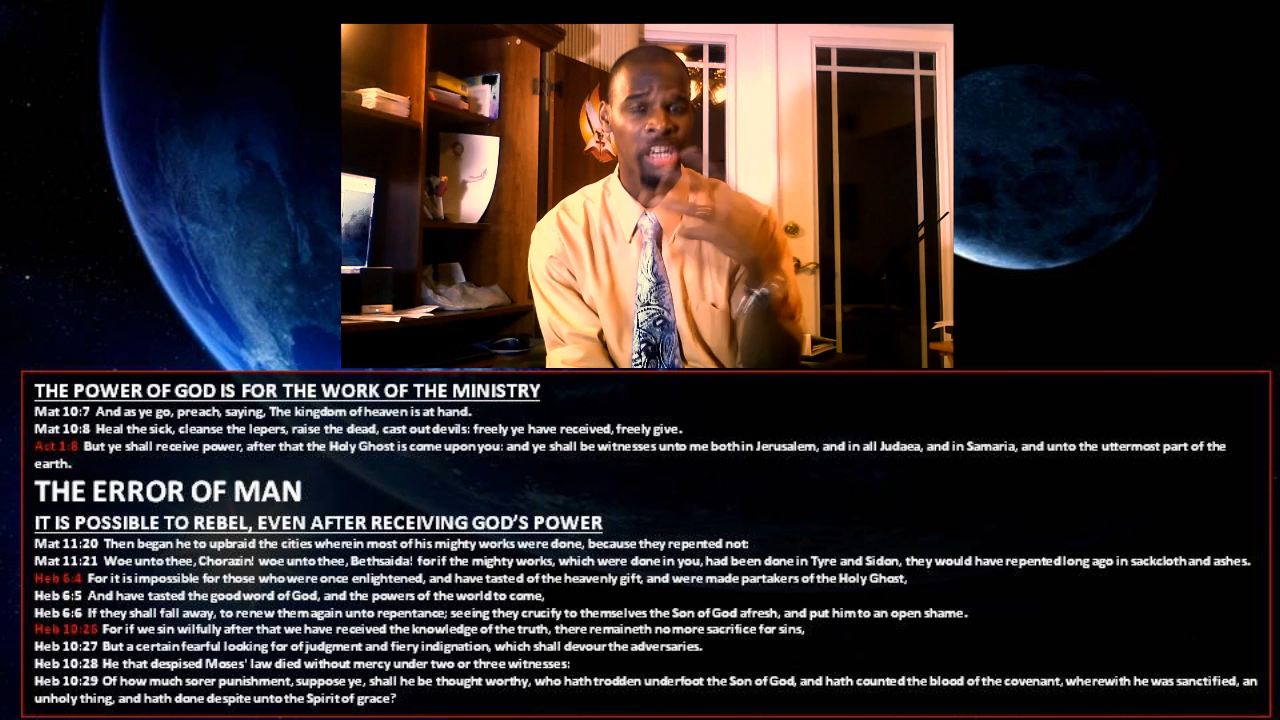 THE POWER OF GOD IS FOR THE WORK OF THE MINISTRY
Mat 10:7 And as ye go, preach, saying, The kingdom of heaven is at hand.
Mat 10:8 Heal the sick, cleanse the lepers, raise the dead, cast out devils: freely ye have received, freely give.
Act 1:8 But ye shall receive power, after that the Holy Ghost is come upon you: and ye shall be witnesses unto me both in Jerusalem, and in all Judaea, and in Samaria, and unto the uttermost part of the
earth.
THE ERROR OF MAN
IT IS POSSIBLE TO REBEL, EVEN AFTER RECEIVING GOD'S POWER
Mat 11:20 Then began he to upbraid the cities wherein most of his mighty works were done, because they repented not:
Mat 11:21 Woe unto thee, Chorazin! woe unto thee, Bethsaida! for if the mighty works, which were done in you, had been done in Tyre and Sidon, they would have repented long ago in sackcloth and ashes.
Heb 6:4 For it is impossible for those who were once enlightened, and have tasted of the heavenly gift, and were made partakers of the Holy Ghost,
Heb 6:5 And have tasted the good word of God, and the powers of the world to come,
Heb 6:6 If they shall fall away, to renew them again unto repentance; seeing they crucify to themselves the Son of God afresh, and put him to an open shame.
Heb 10:26 For if we sin wilfully after that we have received the knowledge of the truth, there remaineth no more sacrifice for sins,
Heb 10:27 But a certain fearful looking for of judgment and fiery indignation, which shall devour the adversaries.
Heb 10:28 He that despised Moses' law died without mercy under two or three witnesses:
Heb 10:29 Of how much sorer punishment, suppose ye, shall he be thought worthy, who hath trodden underfoot the Son of God, and hath counted the blood of the covenant, wherewith he was sanctified, an
unholy thing, and hath done despite unto the Spirit of grace?